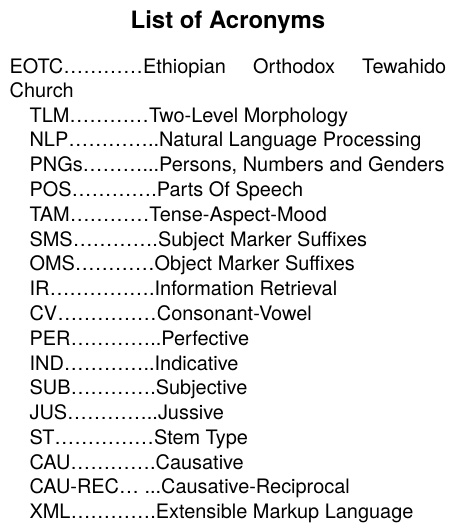 List of Acronyms
EOTC…………Ethiopian Orthodox Tewahido
Church
TLM…………Two-Level Morphology
NLP…………..Natural Language Processing
PNGs………...Persons, Numbers and Genders
POS………….Parts Of Speech
TAM…………Tense-Aspect-Mood
SMS………….Subject Marker Suffixes
OMS…………Object Marker Suffixes
IR…………….Information Retrieval
CV……………Consonant-Vowel
PER…………..Perfective
IND…………..Indicative
SUB………….Subjective
JUS…………..Jussive
ST……………Stem Type
CAU………….Causative
CAU-REC… ...Causative-Reciprocal
XML………….Extensible Markup Language